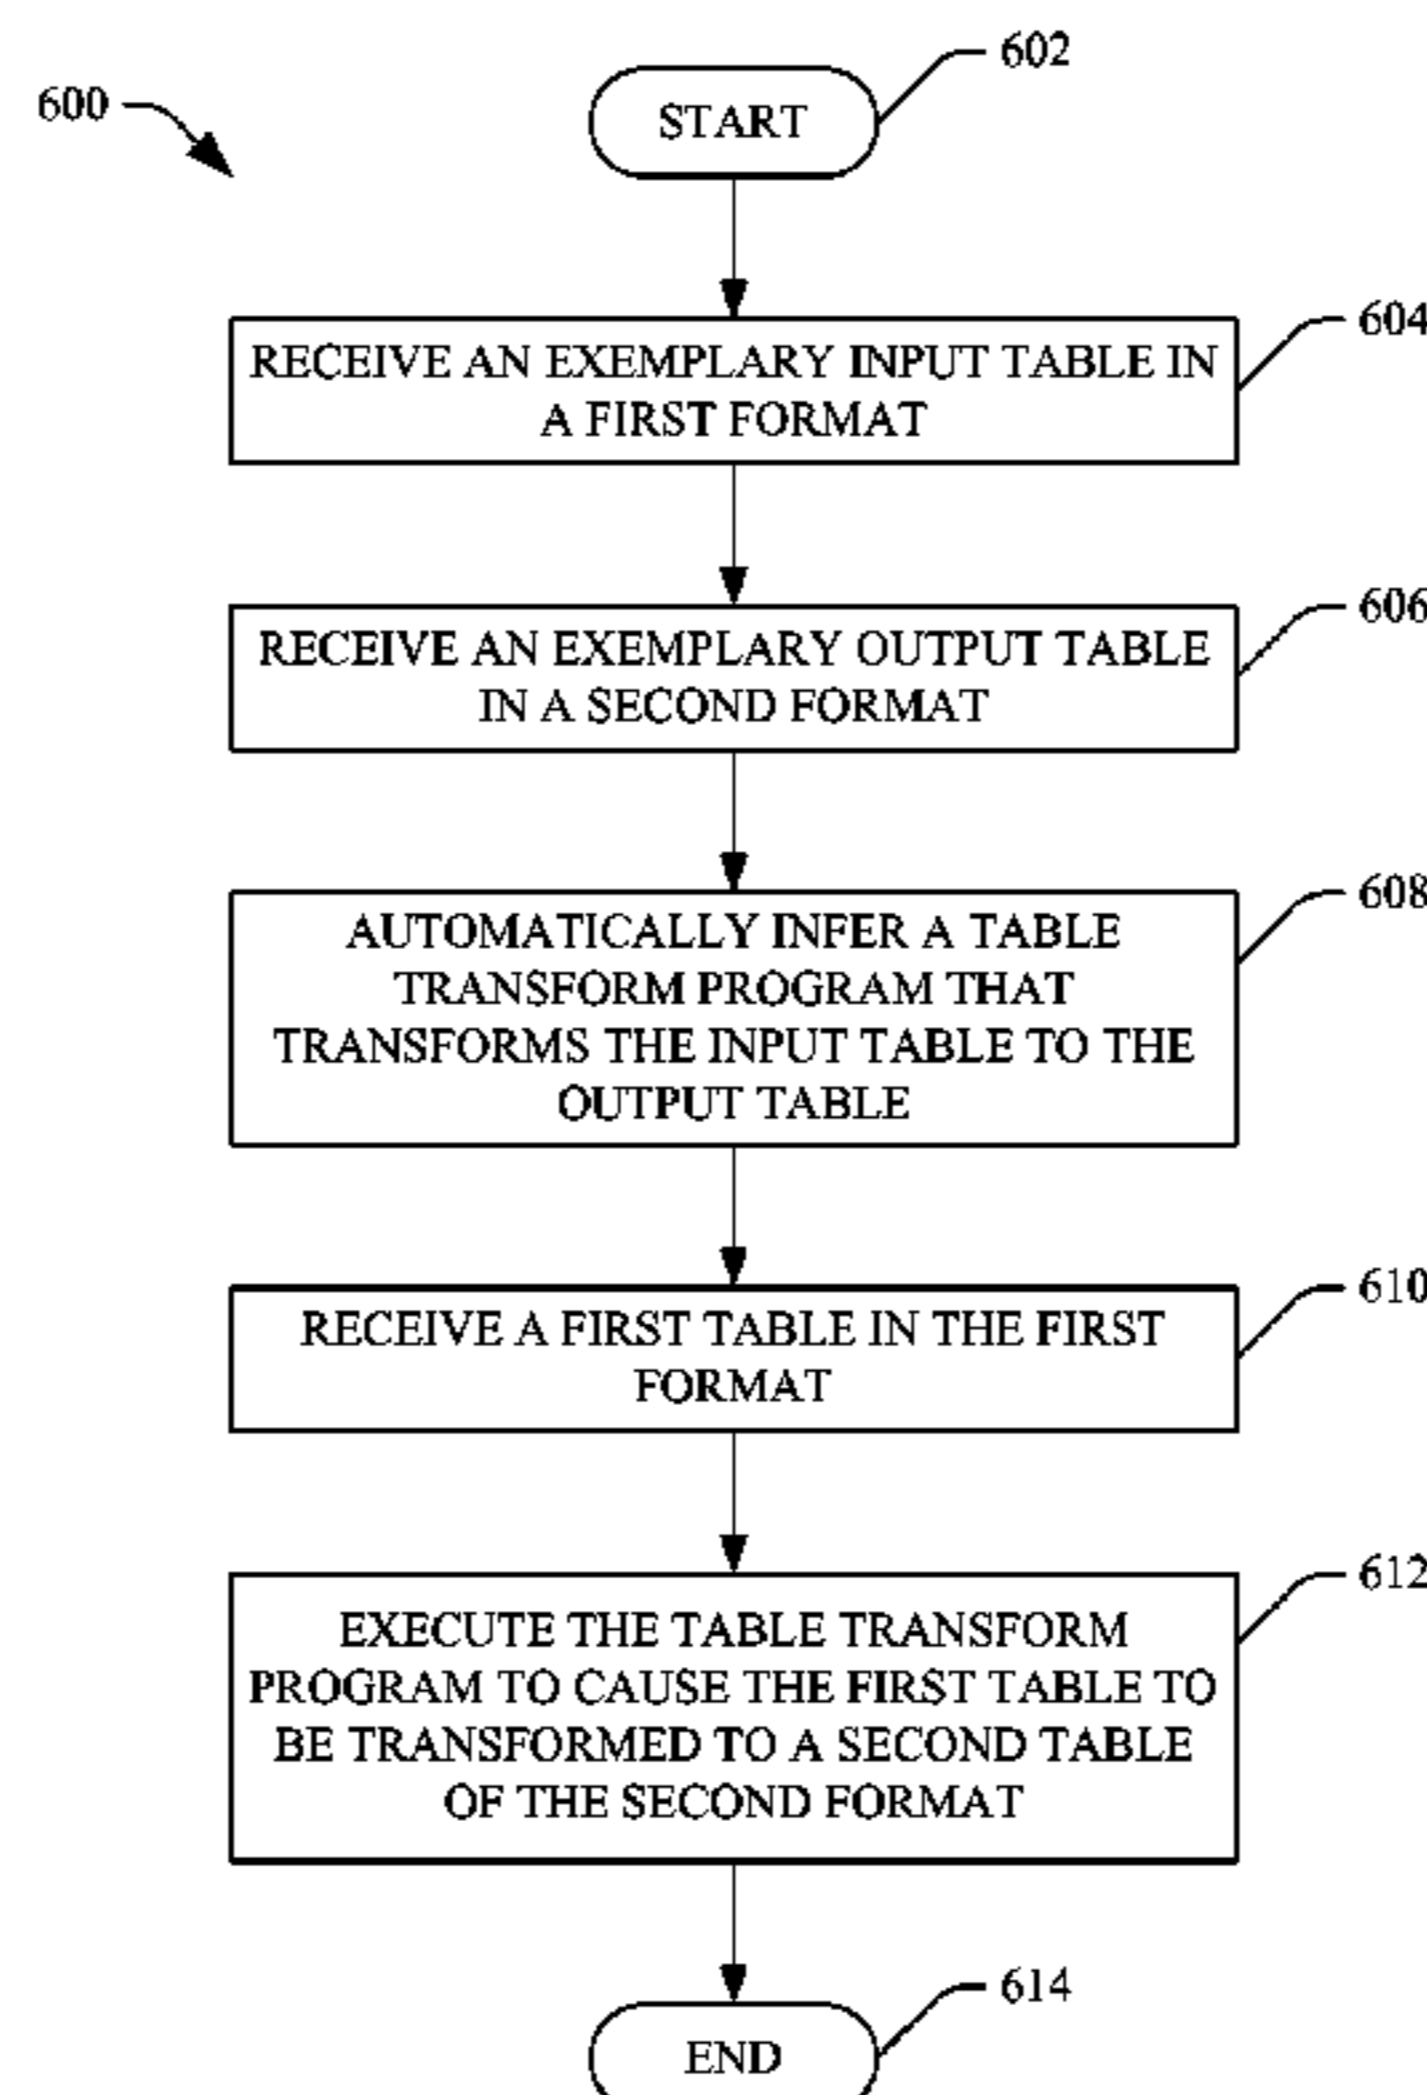 602
600
START
604
RECEIVE AN EXEMPLARY INPUT TABLE IN
A FIRST FORMAT
606
RECEIVE AN EXEMPLARY OUTPUT TABLE
IN A SECOND FORMAT
608
AUTOMATICALLY INFER A TABLE
TRANSFORM PROGRAM THAT
TRANSFORMS THE INPUT TABLE TO THE
OUTPUT TABLE
610
RECEIVE A FIRST TABLE IN THE FIRST
FORMAT
612
EXECUTE THE TABLE TRANSFORM
PROGRAM TO CAUSE THE FIRST TABLE TO
BE TRANSFORMED TO A SECOND TABLE
OF THE SECOND FORMAT
614
END